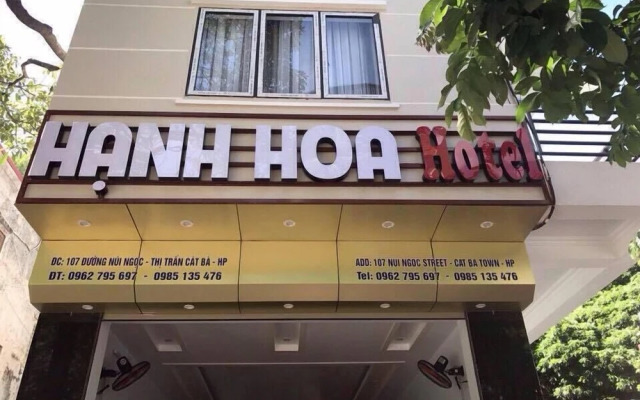 HẠNH HOA Hotel
ĐC: 107 ĐƯỜNG NÚI NGỌC - THỊ TRẤN CÁT BÀ - HP
ĐT: 0962 795 697 - 0985 135 476
ADD: 107 NUI NGOC STREET - CAT BA TOWN - HP
Tel: 0962 795 697 - 0985 135 476